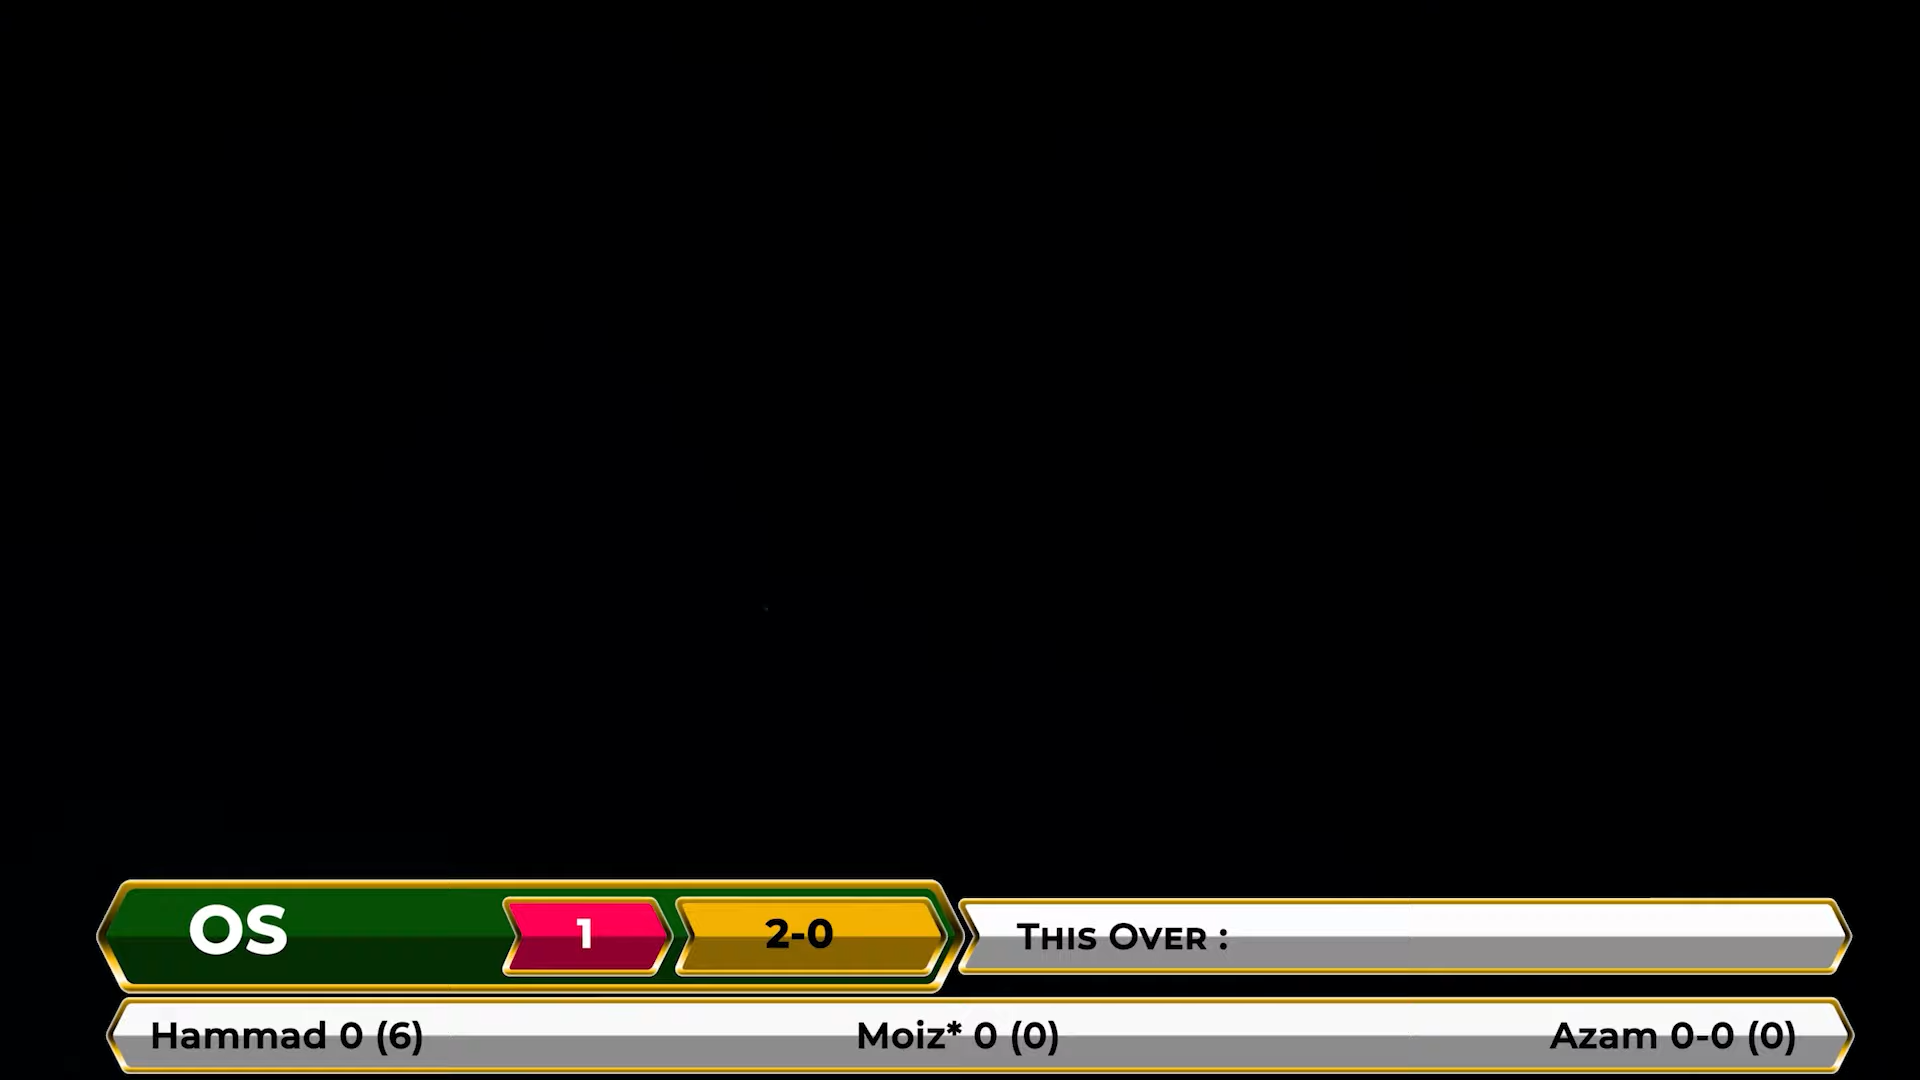 OS 1 2-0 This Over :
Hammad 0 (6) Moiz* 0 (0) Azam 0-0 (0)